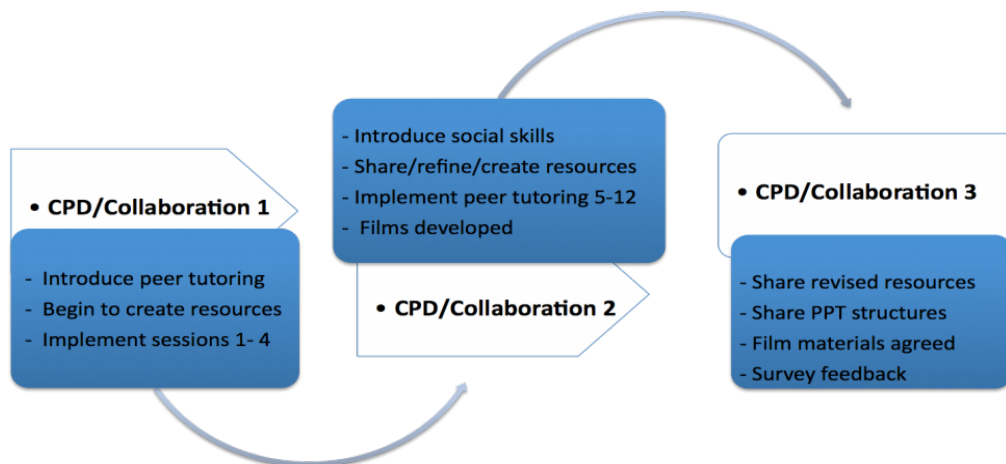 • CPD/Collaboration 1
- Introduce peer tutoring
- Begin to create resources
- Implement sessions 1- 4
- Introduce social skills
- Share/refine/create resources
- Implement peer tutoring 5-12
- Films developed
• CPD/Collaboration 2
• CPD/Collaboration 3
- Share revised resources
- Share PPT structures
- Film materials agreed
- Survey feedback